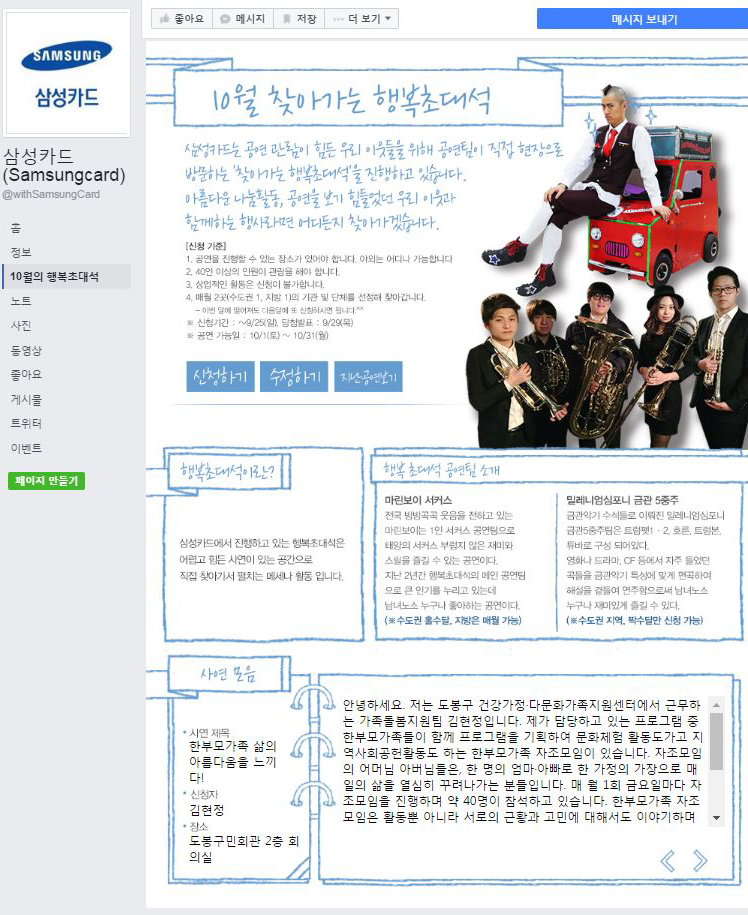 좋아요 메시지 저장 ··· 더 보기
메시지 보내기
SAMSUNG
삼성카드
삼성카드
(Samsungcard)
@withSamsungCard
홈
정보
10월의 행복초대석
노트
사진
동영상
좋아요
게시물
트위터
이벤트
페이지 만들기
10월 찾아가는 행복초대석
삼성카드는 공연 관람이 힘든 우리 이웃들을 위해 공연팀이 직접 현장으로
방문하는 '찾아가는 행복초대석'을 진행하고 있습니다.
아름다운 나눔활동, 공연을 보기 힘들었던 우리 이웃과
함께하는 행사라면 어디든지 찾아가겠습니다.
[신청 기준]
1. 공연을 진행할 수 있는 장소가 있어야 합니다. 야외는 어디나 가능합니다
2. 40인 이상의 인원이 관람을 해야 합니다.
3. 상업적인 활동은 신청이 불가합니다.
4. 매월 2곳(수도권 1, 지방 1)의 기관 및 단체를 선정해 찾아갑니다.
- 이번 달에 떨어져도 다음달에 또 신청하시면 됩니다.^^
※ 신청기간 : ~9/25(일), 당첨발표 : 9/29(목)
※ 공연 가능일 : 10/1(토) ~ 10/31(월)
신청하기 수정하기 지난공연보기
행복초대석이란?
삼성카드에서 진행하고 있는 행복초대석은
어렵고 힘든 사연이 있는 공간으로
직접 찾아가서 펼치는 메세나 활동 입니다.
행복 초대석 공연팀 소개
마린보이 서커스
전국 방방곡곡 웃음을 전하고 있는
마린보이는 1인 서커스 공연팀으로
태양의 서커스 부럽지 않은 재미와
스릴을 즐길 수 있는 공연이다.
지난 2년간 행복초대석의 메인 공연팀
으로 큰 인기를 누리고 있는데
남녀노소 누구나 좋아하는 공연이다.
(※수도권 홀수달, 지방은 매월 가능)
밀레니엄심포니 금관 5중주
금관악기 수석들로 이뤄진 밀레니엄심포니
금관5중주팀은 트럼펫1·2, 호른, 트럼본,
튜바로 구성 되어있다.
영화나 드라마, CF 등에서 자주 들었던
곡들을 금관악기 특성에 맞게 편곡하여
해설을 곁들여 연주함으로써 남녀노소
누구나 재미있게 즐길 수 있다.
(※수도권 지역, 짝수달만 신청 가능)
사연 모음
• 사연 제목
한부모가족 삶의
아름다움을 느끼
다!
• 신청자
김현정
• 장소
도봉구민회관 2층 회
의실
안녕하세요. 저는 도봉구 건강가정·다문화가족지원센터에서 근무하
는 가족돌봄지원팀 김현정입니다. 제가 담당하고 있는 프로그램 중
한부모가족들이 함께 프로그램을 기획하여 문화체험 활동도가고 지
역사회공헌활동도 하는 한부모가족 자조모임이 있습니다. 자조모임
의 어머님 아버님들은, 한 명의 엄마·아빠로 한 가정의 가장으로 매
일의 삶을 열심히 꾸려나가는 분들입니다. 매 월 1회 금요일마다 자
조모임을 진행하며 약 40명이 참석하고 있습니다. 한부모가족 자조
모임은 활동뿐 아니라 서로의 근황과 고민에 대해서도 이야기하며